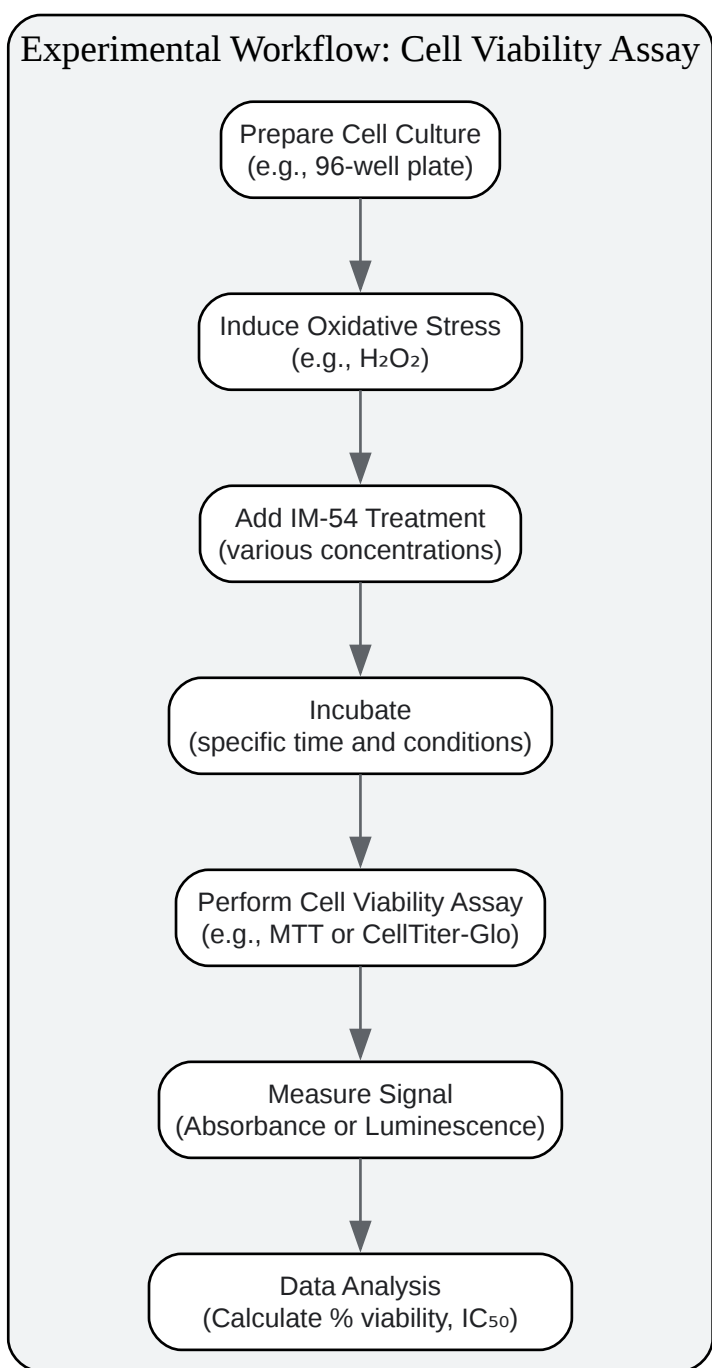 Experimental Workflow: Cell Viability Assay
Prepare Cell Culture
(e.g., 96-well plate)
Induce Oxidative Stress
(e.g., H₂O₂)
Add IM-54 Treatment
(various concentrations)
Incubate
(specific time and conditions)
Perform Cell Viability Assay
(e.g., MTT or CellTiter-Glo)
Measure Signal
(Absorbance or Luminescence)
Data Analysis
(Calculate % viability, IC₅₀)